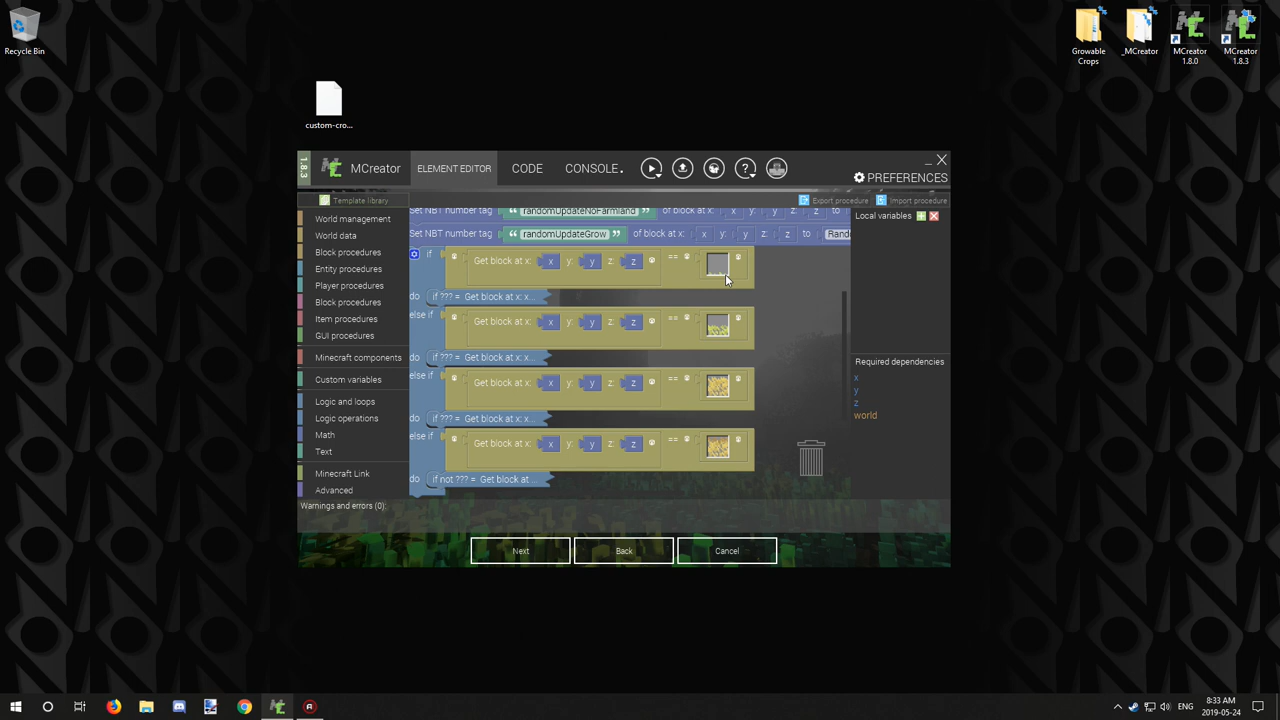 Recycle Bin
Growable Crops
_MCreator
MCreator 1.8.0
MCreator 1.8.3
custom-cro...
1.8.3
MCreator
ELEMENT EDITOR
CODE
CONSOLE.
PREFERENCES
Template library
Export procedure
Import procedure
World management
World data
Block procedures
Entity procedures
Player procedures
Block procedures
Item procedures
GUI procedures
Minecraft components
Custom variables
Logic and loops
Logic operations
Math
Text
Minecraft Link
Advanced
Set NBT number tag “ randomUpdateNoFarmland ” of block at x: x y: y z: z to
Set NBT number tag “ randomUpdateGrow ” of block at x: x y: y z: z to Rand
if Get block at x: x y: y z: z ==
do if ??? = Get block at x: x...
else if Get block at x: x y: y z: z ==
do if ??? = Get block at x: x...
else if Get block at x: x y: y z: z ==
do if ??? = Get block at x: x...
else if Get block at x: x y: y z: z ==
do if not ??? = Get block at ...
Local variables
Required dependencies
x
y
z
world
Warnings and errors (0):
Next
Back
Cancel
ENG
8:33 AM
2019-05-24